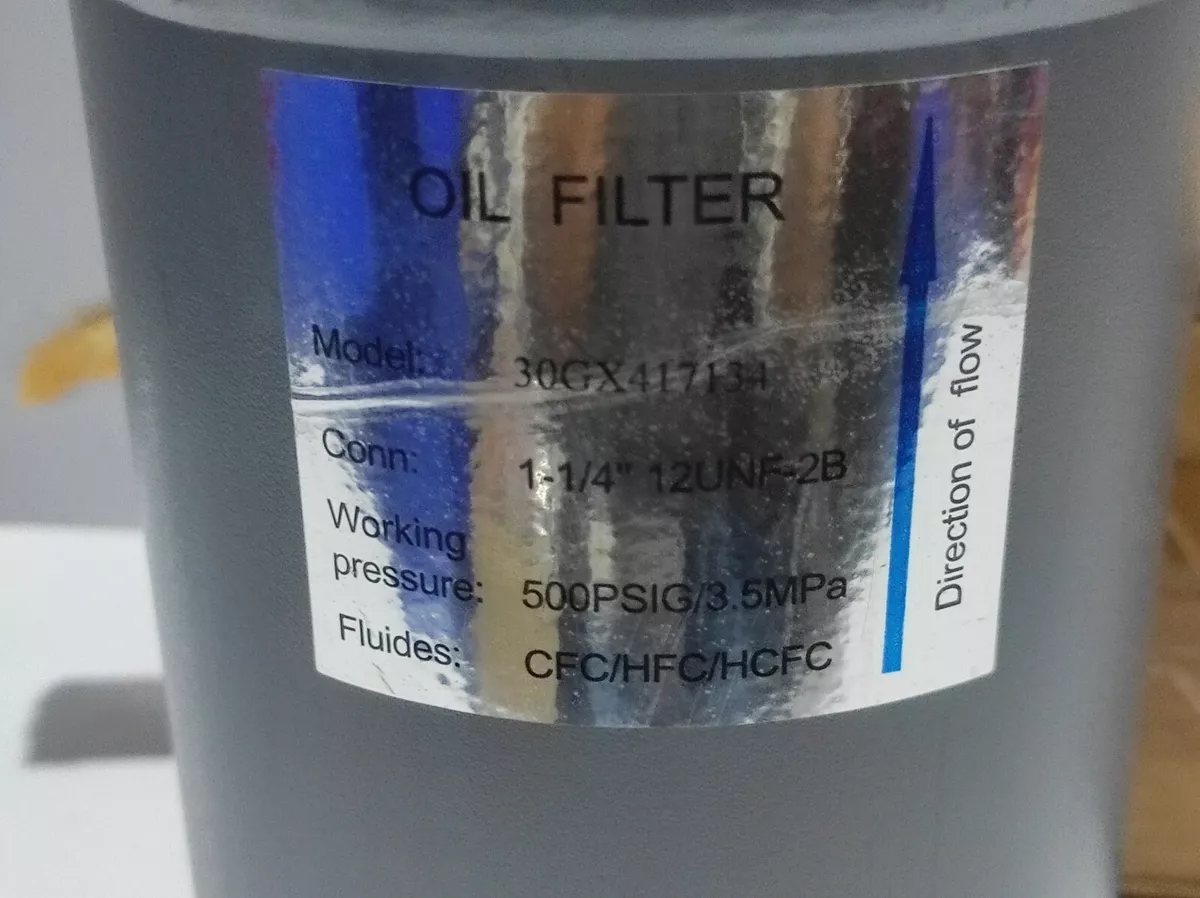 OIL FILTER
Model: 30GX417134
Conn: 1-1/4" 12UNF-2B
Working
pressure: 500PSIG/3.5MPa
Fluides: CFC/HFC/HCFC
Direction of flow